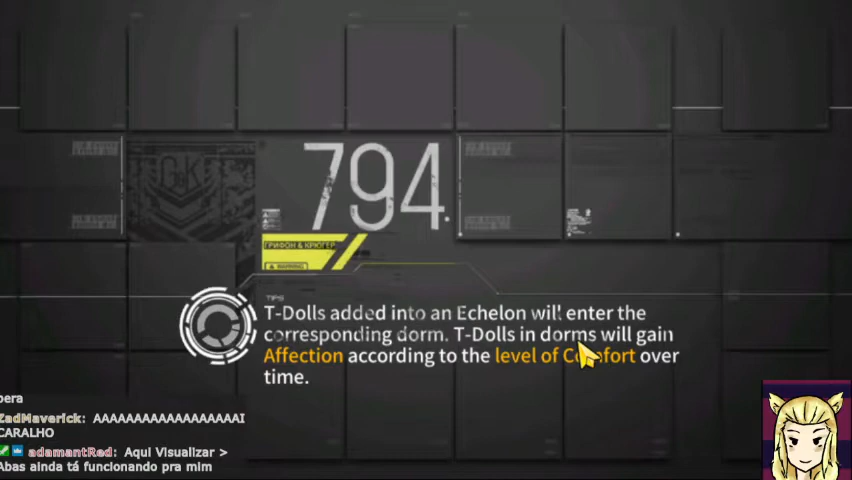 794.
ГРИФОН & КРЮГЕР
WARNING
TIPS
T-Dolls added into an Echelon will enter the
corresponding dorm. T-Dolls in dorms will gain
Affection according to the level of Comfort over
time.
pera
ZadMaverick: AAAAAAAAAAAAAAAAAAI
CARALHO
adamantRed: Aqui Visualizar >
Abas ainda tá funcionando pra mim